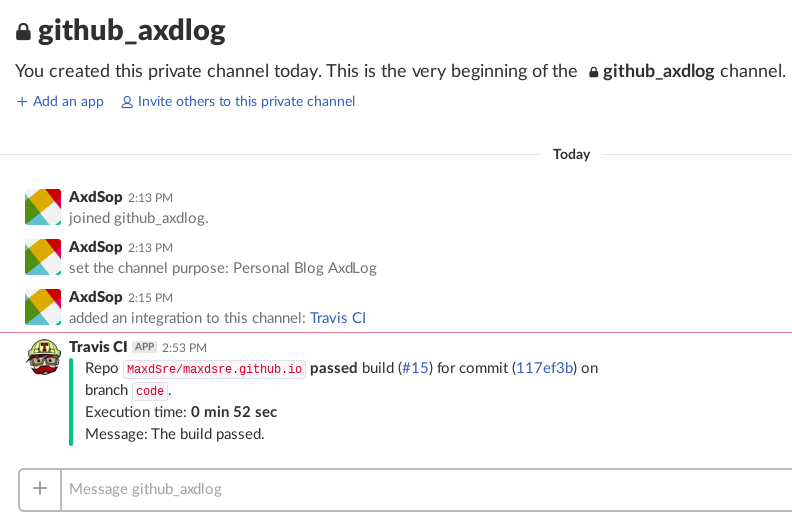 github_axdlog
You created this private channel today. This is the very beginning of the github_axdlog channel.
+ Add an app Invite others to this private channel
Today
AxdSop 2:13 PM
joined github_axdlog.
AxdSop 2:13 PM
set the channel purpose: Personal Blog AxdLog
AxdSop 2:15 PM
added an integration to this channel: Travis CI
Travis CI APP 2:53 PM
Repo MaxdSre/maxdsre.github.io passed build (#15) for commit (117ef3b) on
branch code.
Execution time: 0 min 52 sec
Message: The build passed.
+ Message github_axdlog